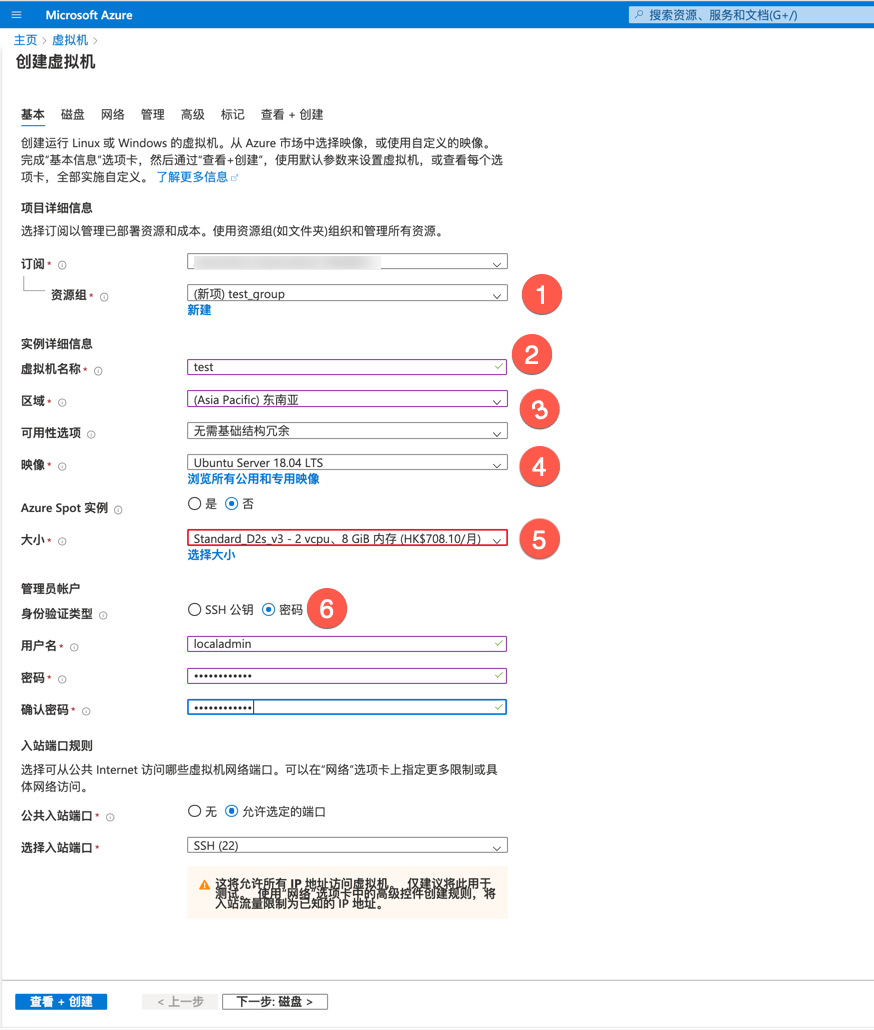 Microsoft Azure
搜索资源、服务和文档(G+/)
主页 > 虚拟机 >
创建虚拟机
基本 磁盘 网络 管理 高级 标记 查看 + 创建
创建运行 Linux 或 Windows 的虚拟机。从 Azure 市场中选择映像，或使用自定义的映像。
完成"基本信息"选项卡，然后通过"查看+创建"，使用默认参数来设置虚拟机，或查看每个选
项卡，全部实施自定义。 了解更多信息
项目详细信息
选择订阅以管理已部署资源和成本。使用资源组(如文件夹)组织和管理所有资源。
订阅 *
资源组 * (新项) test_group 1
新建
实例详细信息
2
虚拟机名称 * test
区域 * (Asia Pacific) 东南亚 3
可用性选项 无需基础结构冗余
映像 * Ubuntu Server 18.04 LTS 4
浏览所有公用和专用映像
Azure Spot 实例 是 否
大小 * Standard_D2s_v3 - 2 vcpu、8 GiB 内存 (HK$708.10/月) 5
选择大小
管理员帐户
身份验证类型 SSH 公钥 密码 6
用户名 * localadmin
密码 * ••••••••••••
确认密码 * ••••••••••••
入站端口规则
选择可从公共 Internet 访问哪些虚拟机网络端口。可以在"网络"选项卡上指定更多限制或具
体网络访问。
公共入站端口 * 无 允许选定的端口
选择入站端口 * SSH (22)
这将允许所有 IP 地址访问虚拟机。 仅建议将此用于
测试。 使用"网络"选项卡中的高级控件创建规则，将
入站流量限制为已知的 IP 地址。
查看 + 创建 < 上一步 下一步: 磁盘 >